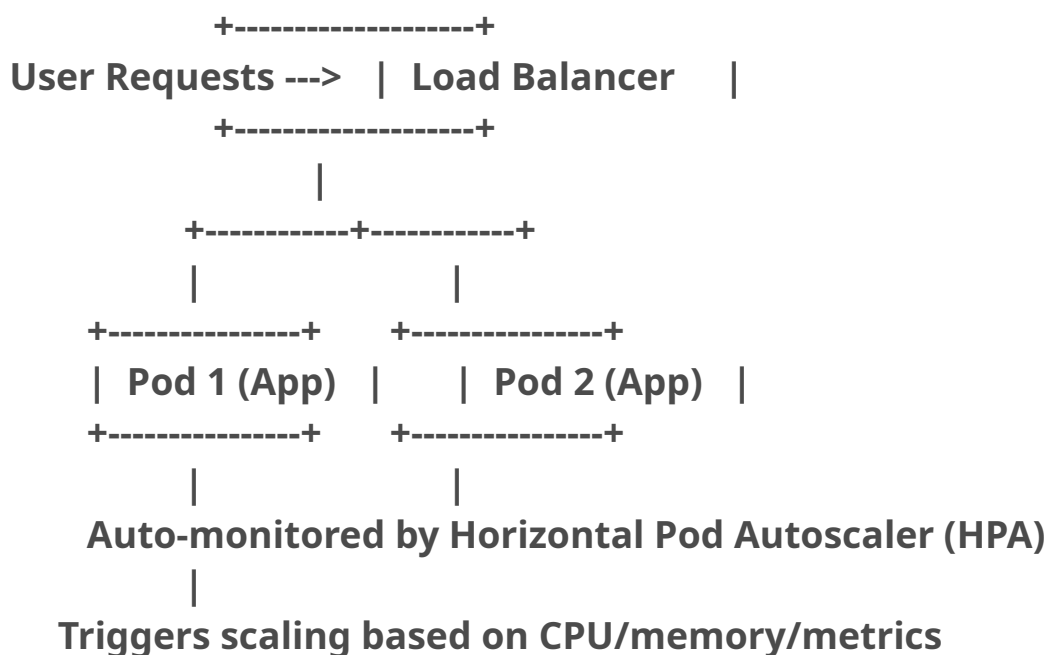 +--------------------+
User Requests ---> | Load Balancer |
+--------------------+
|
+------------+------------+
| |
+----------------+ +----------------+
| Pod 1 (App) | | Pod 2 (App) |
+----------------+ +----------------+
| |
Auto-monitored by Horizontal Pod Autoscaler (HPA)
|
Triggers scaling based on CPU/memory/metrics